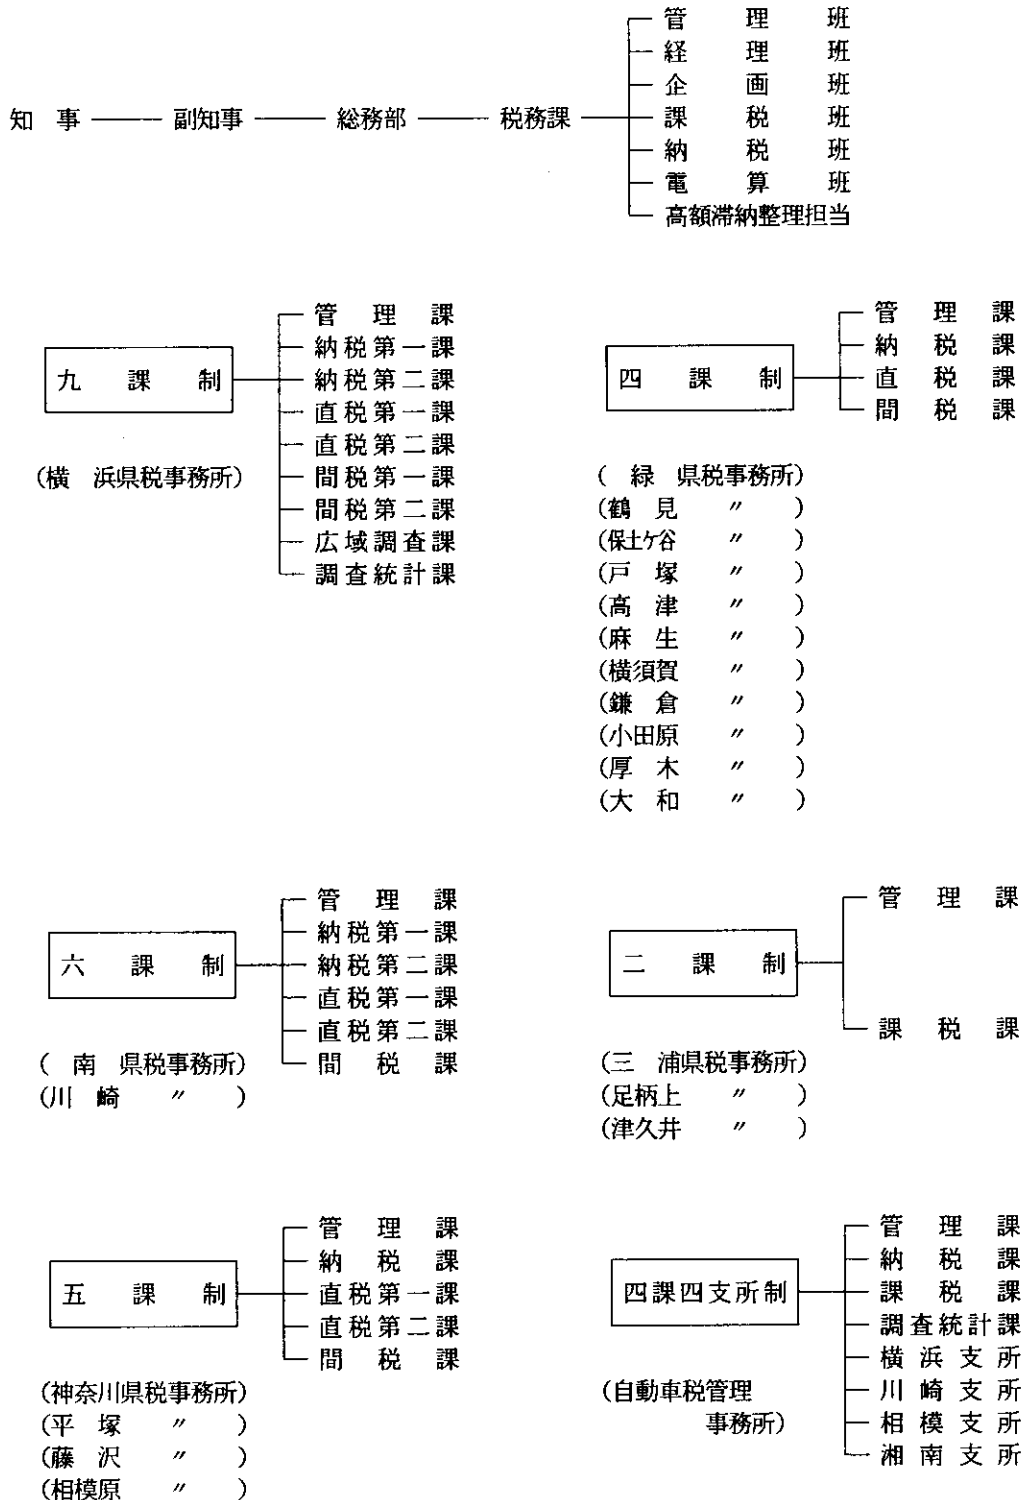 知事 副知事 総務部 税務課
管理班
経理班
企画班
課税班
納税班
電算班
高額滞納整理担当
九課制
(横浜県税事務所)
管理課
納税第一課
納税第二課
直税第一課
直税第二課
間税第一課
間税第二課
広域調査課
調査統計課
四課制
管理課
納税課
直税課
間税課
(緑県税事務所)
(鶴見 〃 )
(保土ケ谷 〃 )
(戸塚 〃 )
(高津 〃 )
(麻生 〃 )
(横須賀 〃 )
(鎌倉 〃 )
(小田原 〃 )
(厚木 〃 )
(大和 〃 )
六課制
(南県税事務所)
(川崎 〃 )
管理課
納税第一課
納税第二課
直税第一課
直税第二課
間税課
二課制
管理課
課税課
(三浦県税事務所)
(足柄上 〃 )
(津久井 〃 )
五課制
管理課
納税課
直税第一課
直税第二課
間税課
(神奈川県税事務所)
(平塚 〃 )
(藤沢 〃 )
(相模原 〃 )
四課四支所制
(自動車税管理
事務所)
管理課
納税課
課税課
調査統計課
横浜支所
川崎支所
相模支所
湘南支所